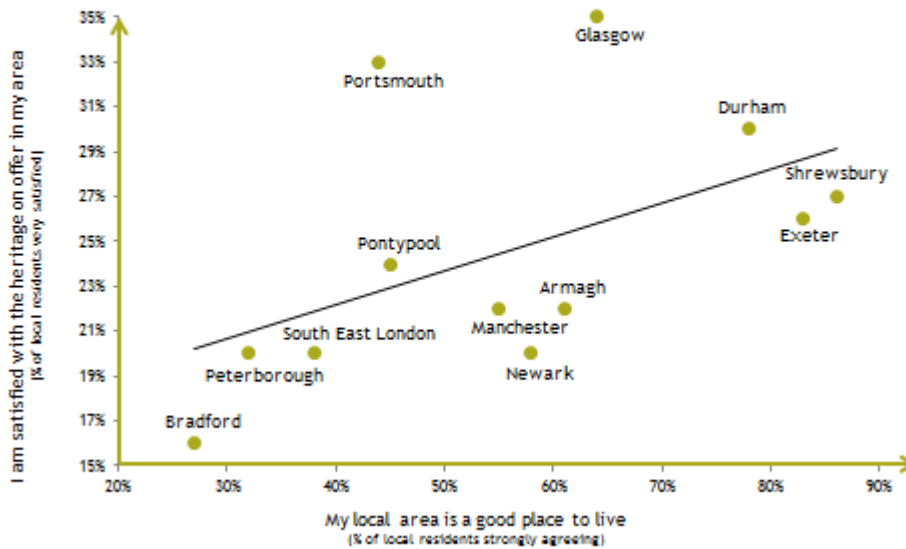 35%
Glasgow
33%
Portsmouth
31%
Durham
29%
Shrewsbury
27%
Exeter
25%
Pontypool
23%
Armagh
Manchester
21%
South East London
19%
Peterborough
Newark
17%
Bradford
15%
20%
30%
40%
50%
60%
70%
80%
90%
I am satisfied with the heritage on offer in my area
(% of local residents very satisfied)
My local area is a good place to live
(% of local residents strongly agreeing)